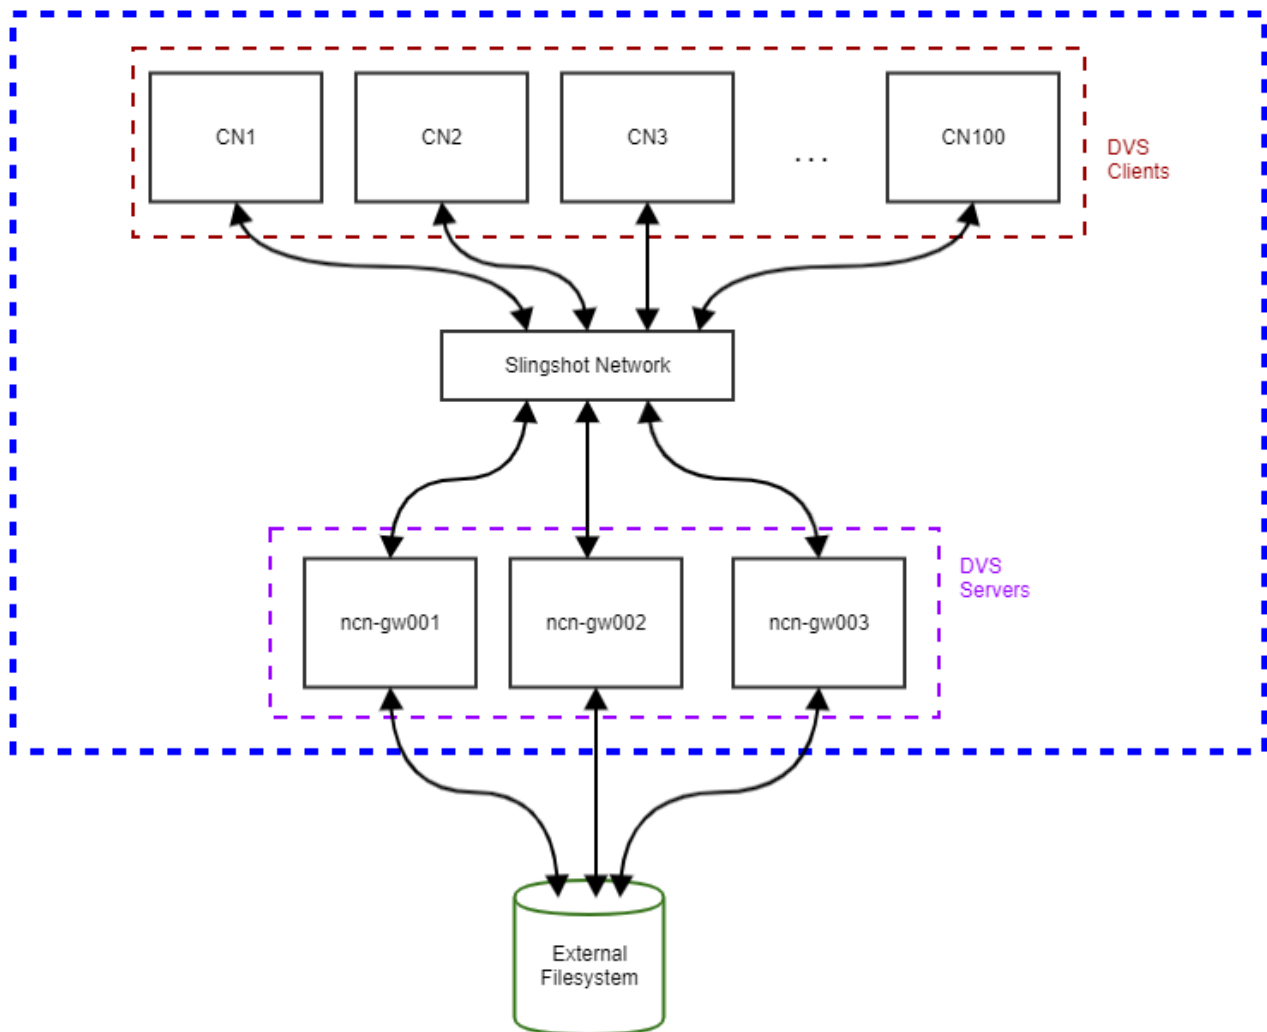 CN1
CN2
CN3
. . .
CN100
DVS
Clients
Slingshot Network
DVS
Servers
ncn-gw001
ncn-gw002
ncn-gw003
External
Filesystem